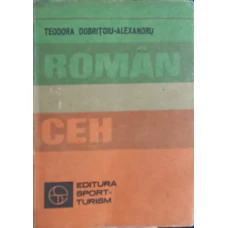 TEODORA DOBRIȚOIU-ALEXANDRU
ROMÂN
CEH
EDITURA
SPORT-
TURISM